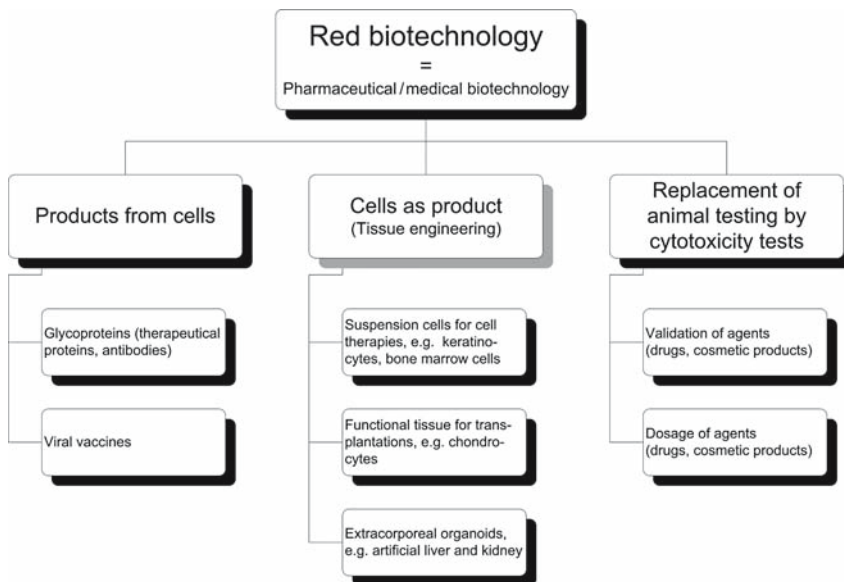 Red biotechnology
=
Pharmaceutical/medical biotechnology
Products from cells
Glycoproteins (therapeutical
proteins, antibodies)
Viral vaccines
Cells as product
(Tissue engineering)
Suspension cells for cell
therapies, e.g. keratino-
cytes, bone marrow cells
Functional tissue for trans-
plantations, e.g. chondro-
cytes
Extracorporeal organoids,
e.g. artificial liver and kidney
Replacement of
animal testing by
cytotoxicity tests
Validation of agents
(drugs, cosmetic products)
Dosage of agents
(drugs, cosmetic products)